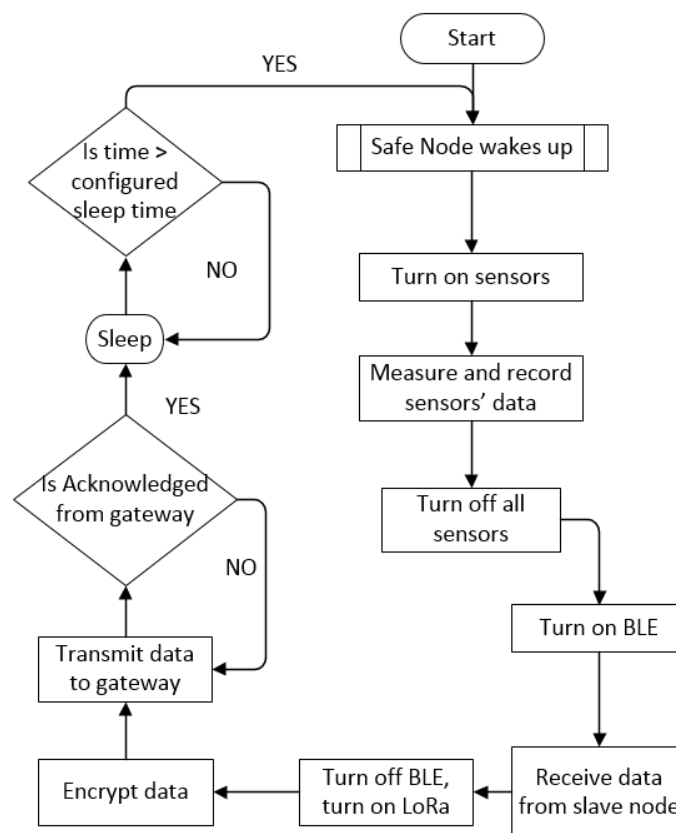 Start
YES
Safe Node wakes up
Is time >
configured
sleep time
Turn on sensors
NO
Sleep
Measure and record
sensors’ data
YES
Is Acknowledged
from gateway
Turn off all
sensors
NO
Turn on BLE
Transmit data
to gateway
Encrypt data
Turn off BLE,
turn on LoRa
Receive data
from slave node